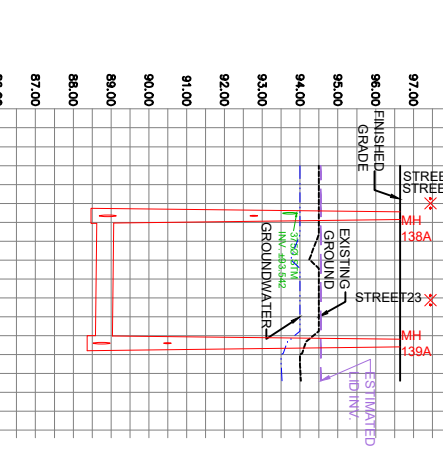 87.00
88.00
89.00
90.00
91.00
92.00
93.00
94.00
95.00
96.00
97.00
FINISHED
GRADE
STREE
STREE
MH
138A
EXISTING
GROUND
GROUNDWATER
STREET23
MH
139A
ESTIMATED
LID INV.